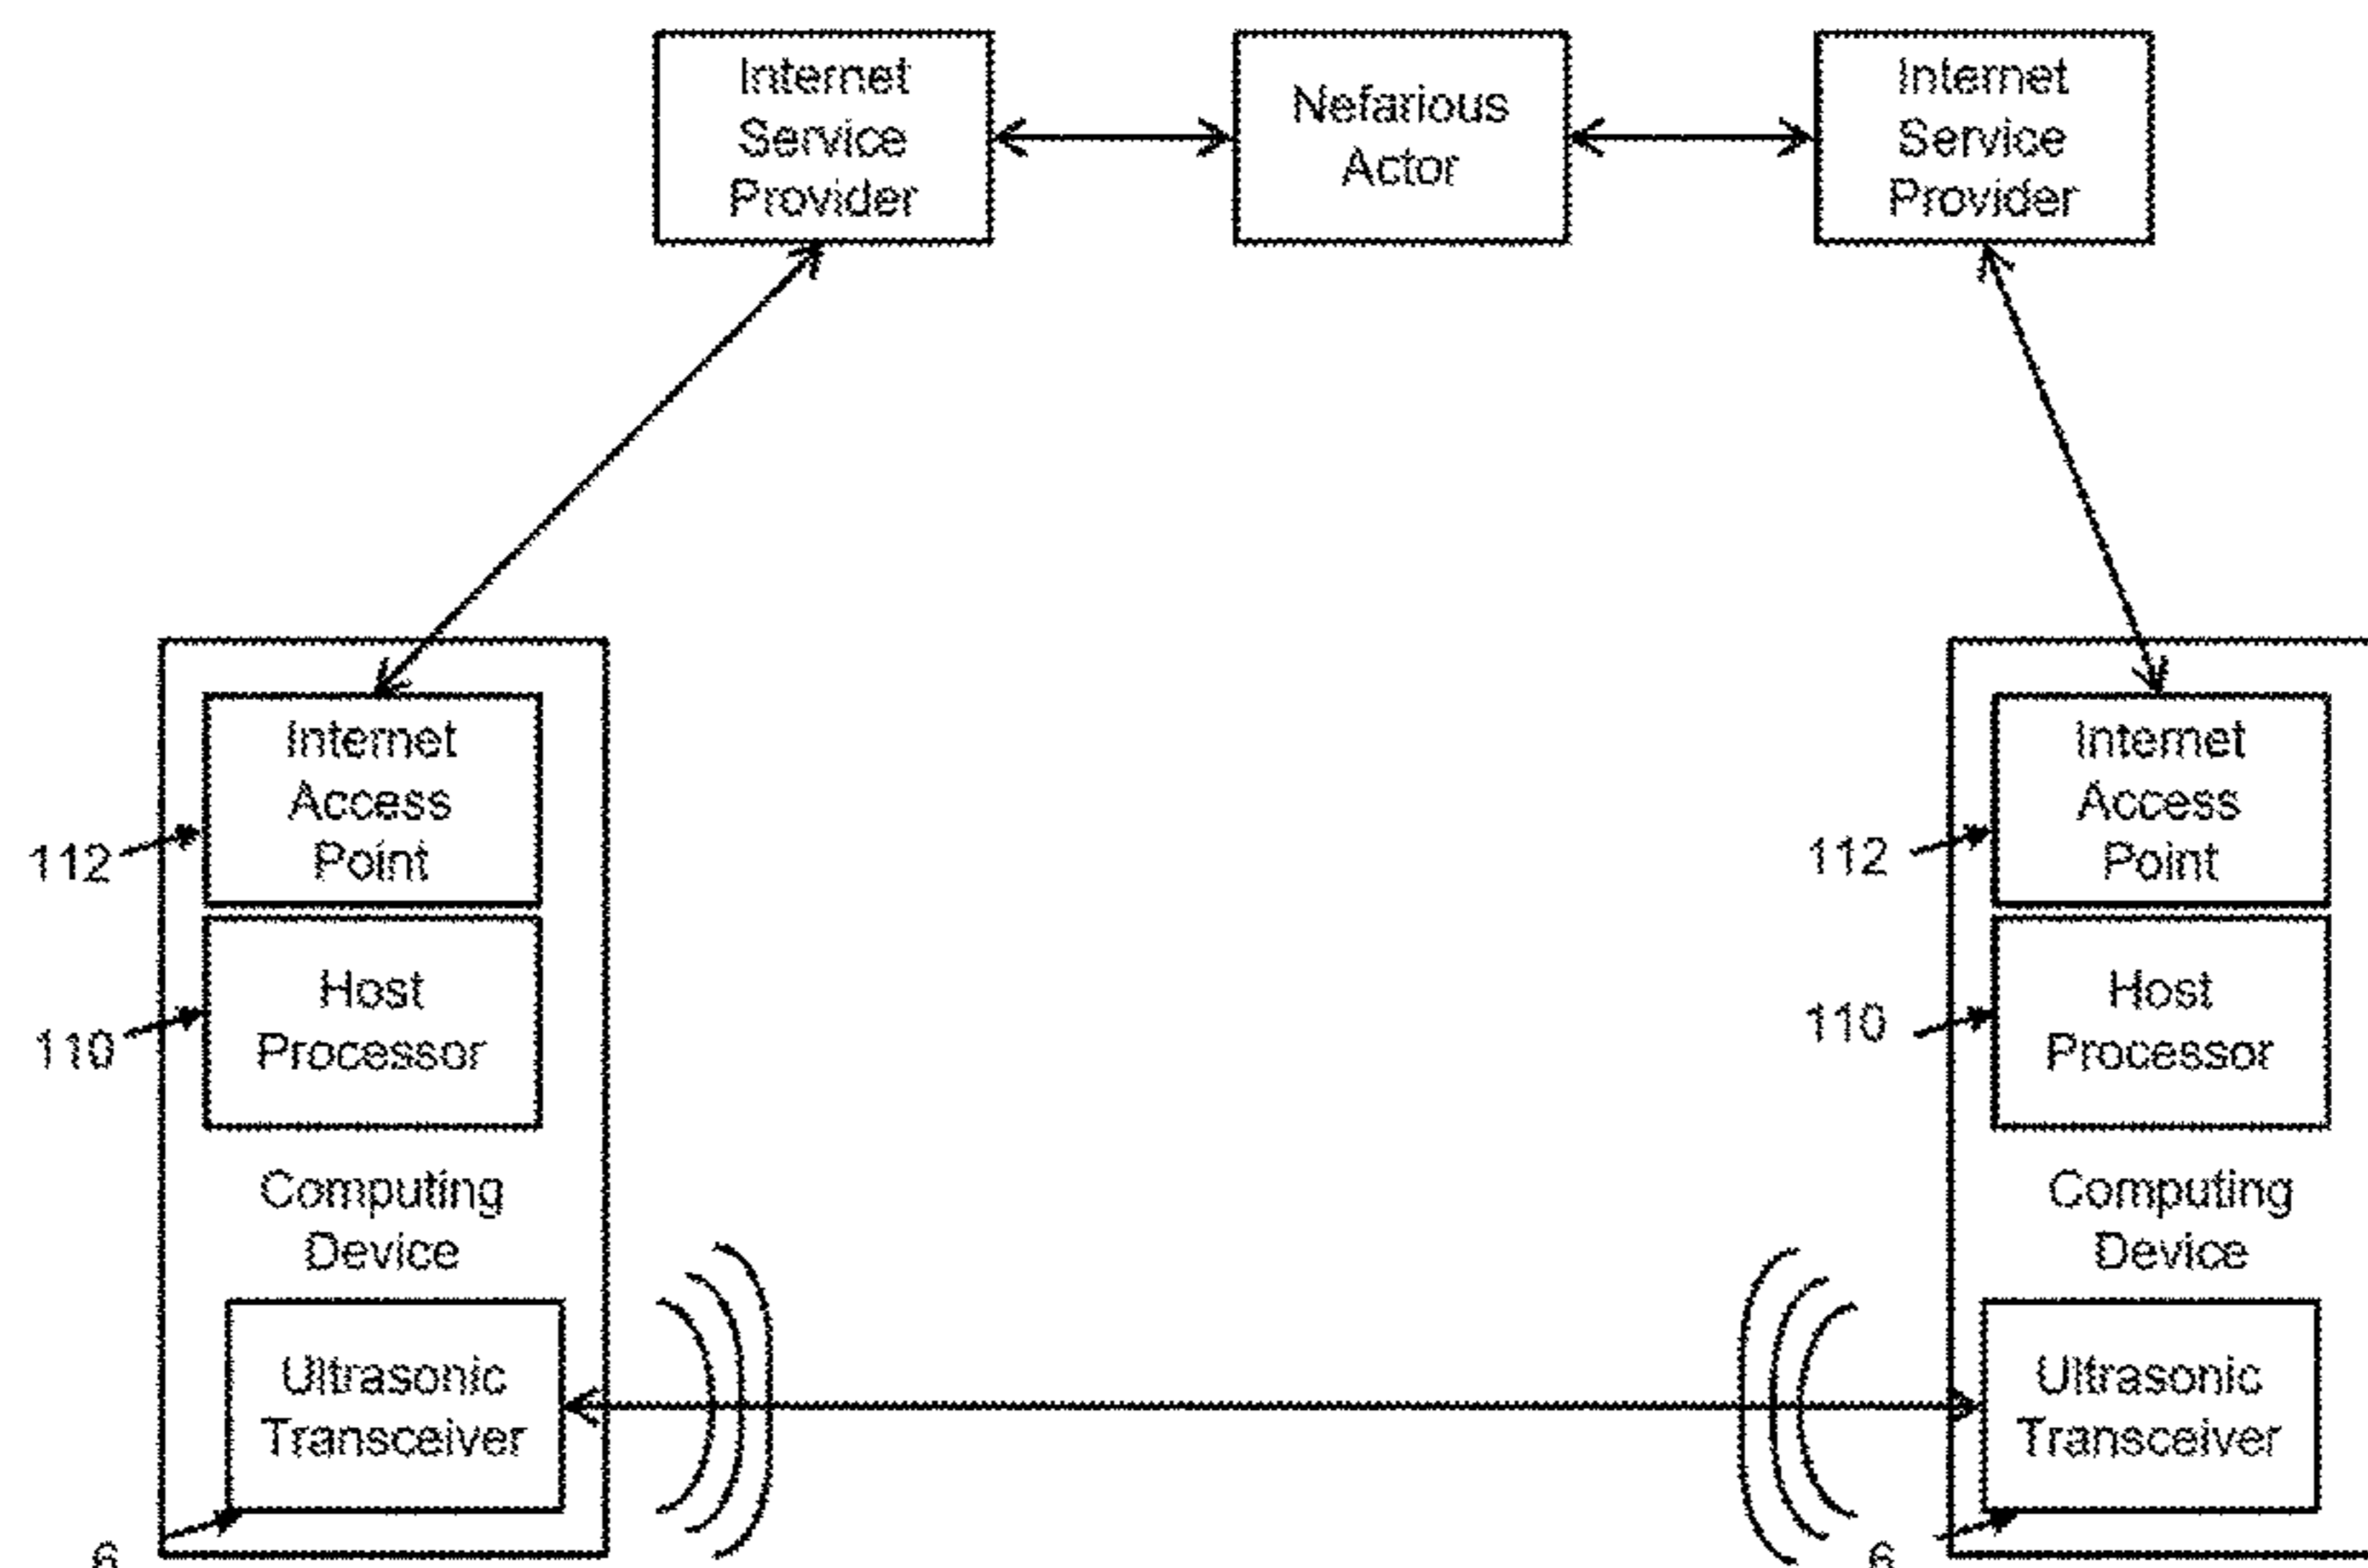 Internet
Service
Provider
Nefarious
Actor
Internet
Service
Provider
Internet
Access
Point
112
Host
Processor
110
Computing
Device
Ultrasonic
Transceiver
6
Internet
Access
Point
112
Host
Processor
110
Computing
Device
Ultrasonic
Transceiver
6